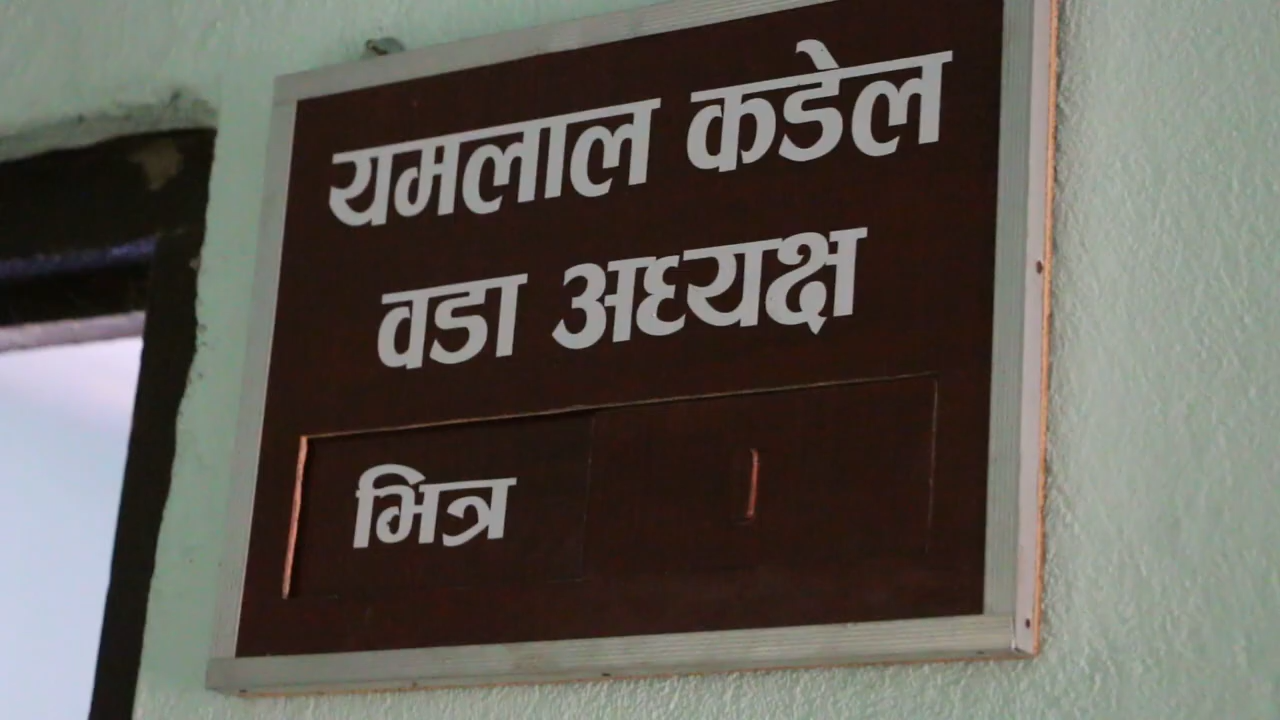 यमलाल कडेल
वडा अध्यक्ष
भित्र